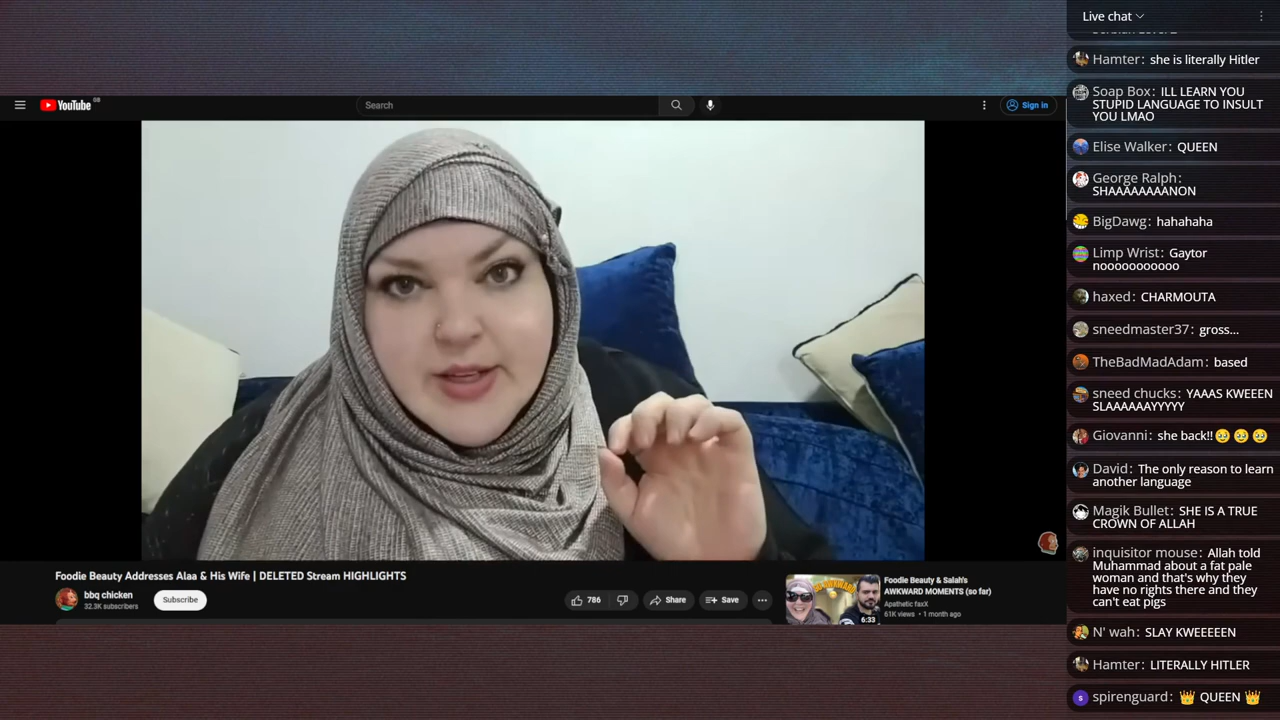 YouTube GB
Search
Sign in
Foodie Beauty Addresses Alaa & His Wife | DELETED Stream HIGHLIGHTS
bbq chicken
32.3K subscribers
Subscribe
786
Share
Save
SO AWKWARD
6:33
Foodie Beauty & Salah's
AWKWARD MOMENTS (so far)
Apathetic faxX
61K views • 1 month ago
Live chat
Hamter: she is literally Hitler
Soap Box: ILL LEARN YOU
STUPID LANGUAGE TO INSULT
YOU LMAO
Elise Walker: QUEEN
George Ralph:
SHAAAAAAANON
BigDawg: hahahaha
Limp Wrist: Gaytor
nooooooooooo
haxed: CHARMOUTA
sneedmaster37: gross...
TheBadMadAdam: based
sneed chucks: YAAAS KWEEEN
SLAAAAAAYYYYY
Giovanni: she back!!🥹🥹🥹
David: The only reason to learn
another language
Magik Bullet: SHE IS A TRUE
CROWN OF ALLAH
inquisitor mouse: Allah told
Muhammad about a fat pale
woman and that's why they
have no rights there and they
can't eat pigs
N' wah: SLAY KWEEEEEN
Hamter: LITERALLY HITLER
s
spirenguard: 👑 QUEEN 👑